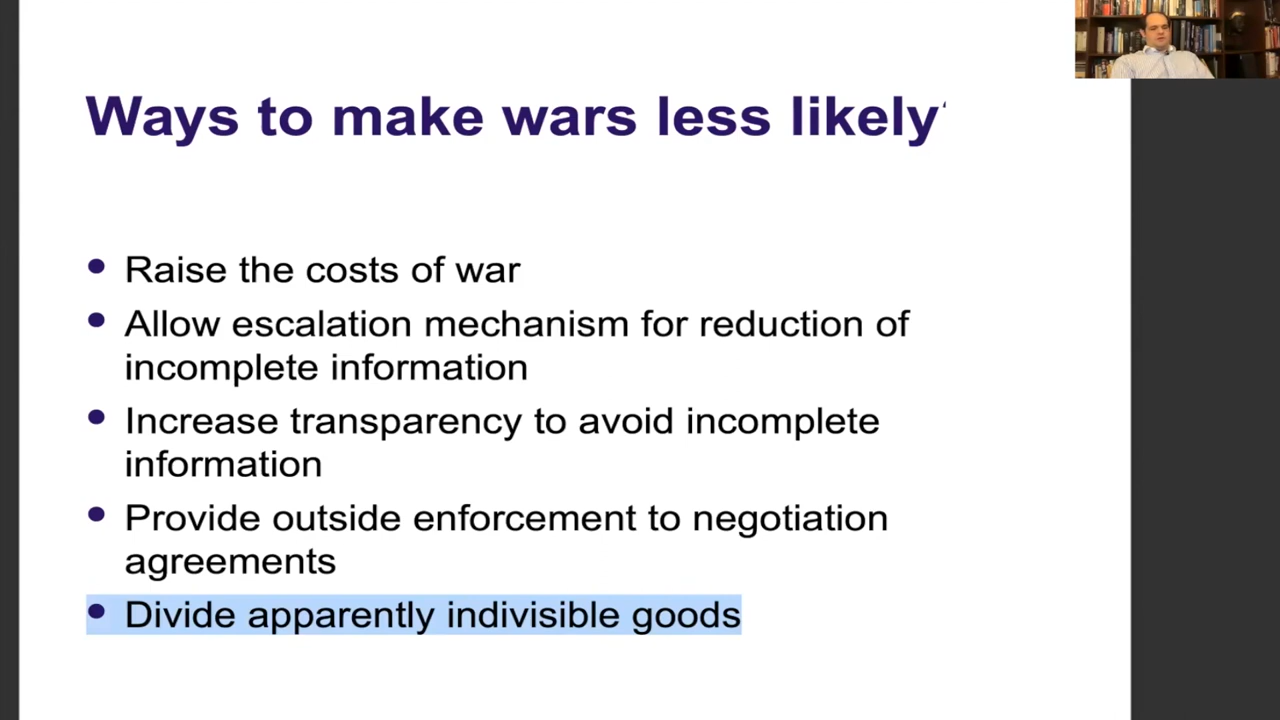 Ways to make wars less likely
• Raise the costs of war
• Allow escalation mechanism for reduction of
incomplete information
• Increase transparency to avoid incomplete
information
• Provide outside enforcement to negotiation
agreements
• Divide apparently indivisible goods